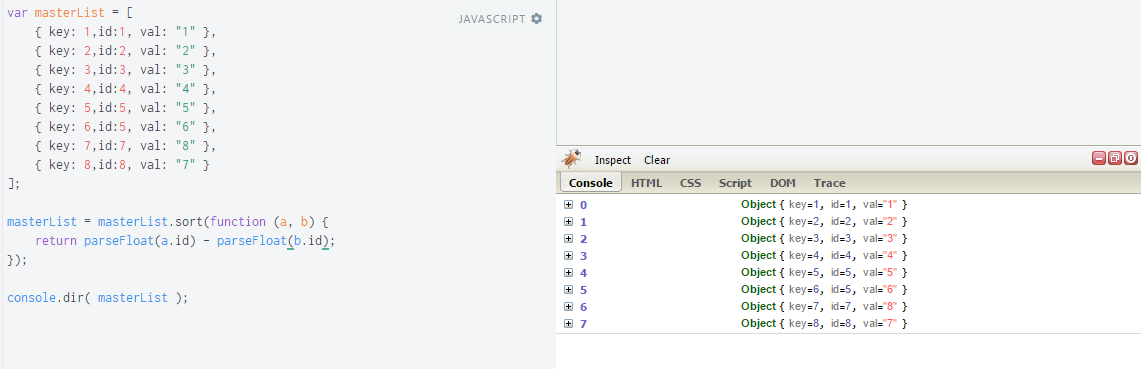 var masterList = [
{ key: 1,id:1, val: "1" },
{ key: 2,id:2, val: "2" },
{ key: 3,id:3, val: "3" },
{ key: 4,id:4, val: "4" },
{ key: 5,id:5, val: "5" },
{ key: 6,id:5, val: "6" },
{ key: 7,id:7, val: "8" },
{ key: 8,id:8, val: "7" }
];
masterList = masterList.sort(function (a, b) {
return parseFloat(a.id) - parseFloat(b.id);
});
console.dir( masterList );
JAVASCRIPT
Inspect Clear
Console HTML CSS Script DOM Trace
0 Object { key=1, id=1, val="1" }
1 Object { key=2, id=2, val="2" }
2 Object { key=3, id=3, val="3" }
3 Object { key=4, id=4, val="4" }
4 Object { key=5, id=5, val="5" }
5 Object { key=6, id=5, val="6" }
6 Object { key=7, id=7, val="8" }
7 Object { key=8, id=8, val="7" }